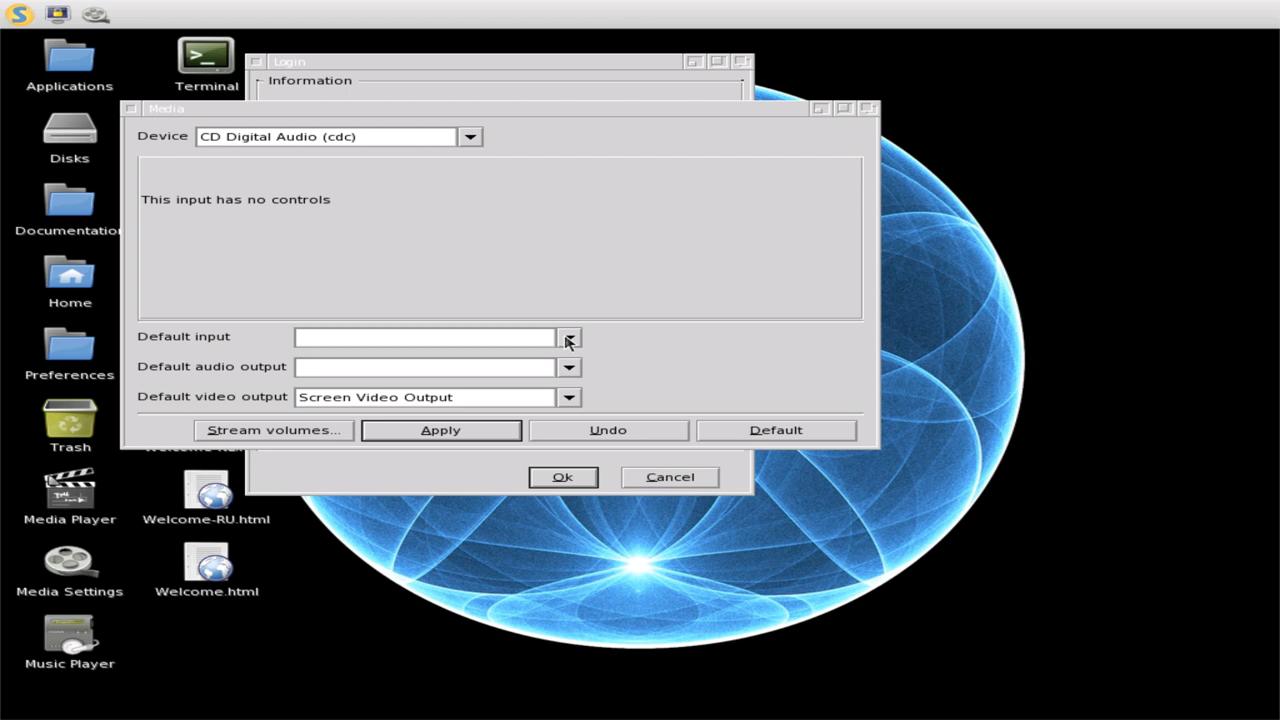 Applications
Terminal
Login
Information
Media
Device CD Digital Audio (cdc)
Disks
This input has no controls
Documentatio
Home
Default input
Default audio output
Default video output Screen Video Output
Preferences
Stream volumes... Apply Undo Default
Trash
Ok Cancel
Media Player
Welcome-RU.html
Media Settings
Welcome.html
Music Player